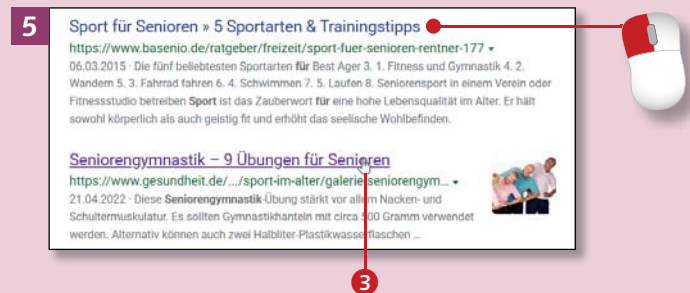 5
Sport für Senioren » 5 Sportarten & Trainingstipps
https://www.basenio.de/ratgeber/freizeit/sport-fuer-senioren-rentner-177
06.03.2015 · Die fünf beliebtesten Sportarten für Best Ager 3. 1. Fitness und Gymnastik 4. 2.
Wandern 5. 3. Fahrrad fahren 6. 4. Schwimmen 7. 5. Laufen 8. Seniorensport in einem Verein oder
Fitnessstudio betreiben Sport ist das Zauberwort für eine hohe Lebensqualität im Alter. Er hält
sowohl körperlich als auch geistig fit und erhöht das seelische Wohlbefinden.
Seniorengymnastik – 9 Übungen für Senioren
https://www.gesundheit.de/.../sport-im-alter/galerie-seniorengym...
21.04.2022 · Diese Seniorengymnastik-Übung stärkt vor allem Nacken- und
Schultermuskulatur. Es sollten Gymnastikhanteln mit circa 500 Gramm verwendet
werden. Alternativ können auch zwei Halbliter-Plastikwasserflaschen ...
3